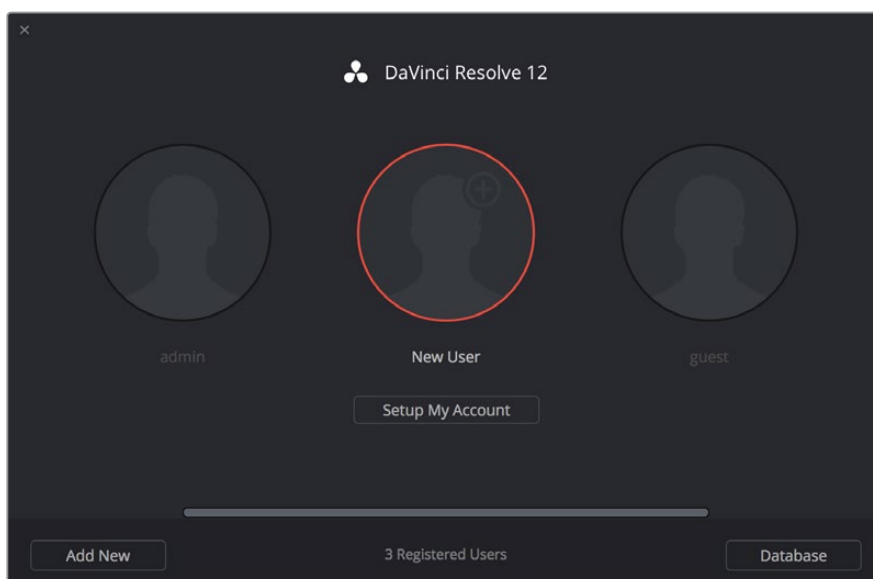 DaVinci Resolve 12
admin
New User
guest
Setup My Account
Add New
3 Registered Users
Database